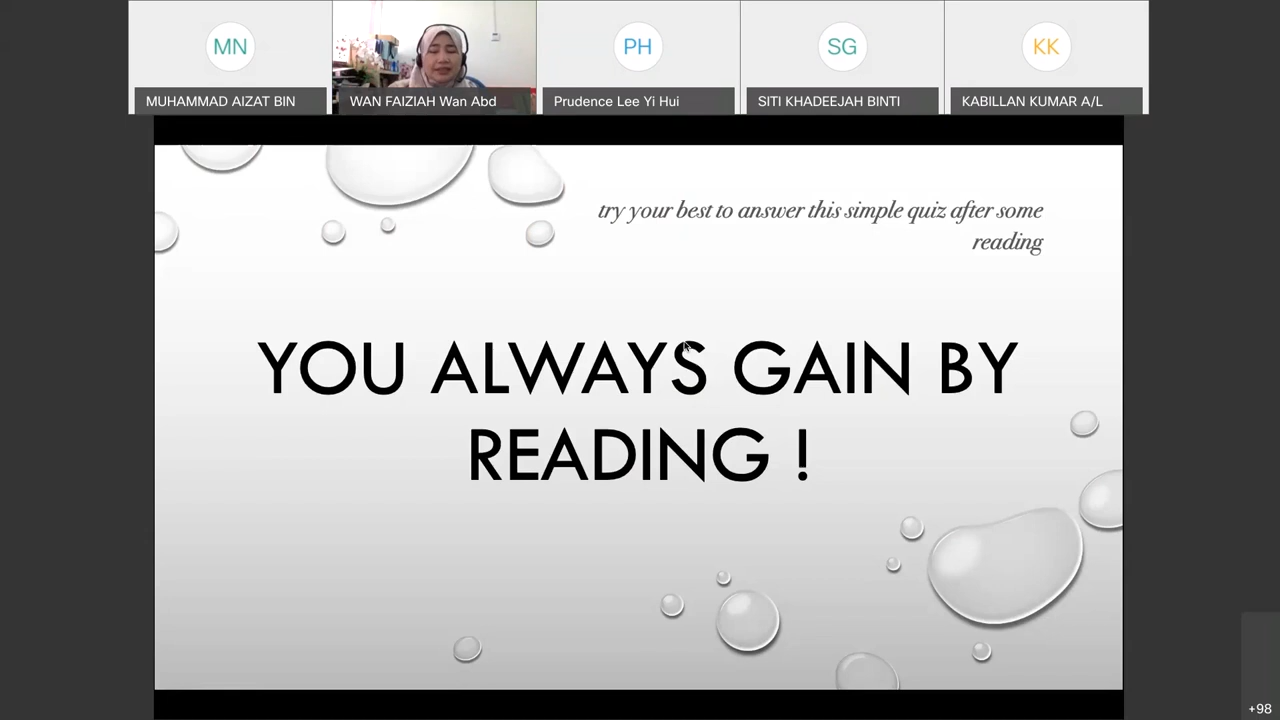 MN
PH
SG
KK
MUHAMMAD AIZAT BIN
WAN FAIZIAH Wan Abd
Prudence Lee Yi Hui
SITI KHADEEJAH BINTI
KABILLAN KUMAR A/L
try your best to answer this simple quiz after some
reading
YOU ALWAYS GAIN BY
READING !
+98